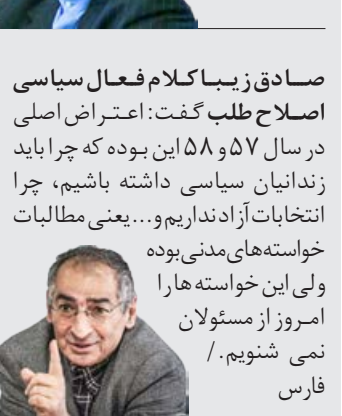 صادق زیباکلام فعال سیاسی
اصلاح طلب گفت: اعتراض اصلی
در سال ۵۷ و ۵۸ این بوده که چرا باید
زندانیان سیاسی داشته باشیم، چرا
انتخابات آزاد نداریم و... یعنی مطالبات
خواسته‌های مدنی بوده
ولی این خواسته ها را
امروز از مسئولان
نمی شنویم. /
فارس